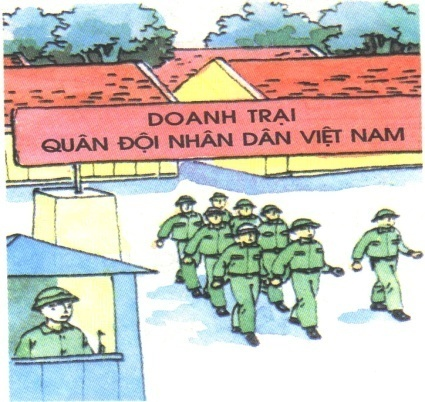 DOANH TRẠI
QUÂN ĐỘI NHÂN DÂN VIỆT NAM